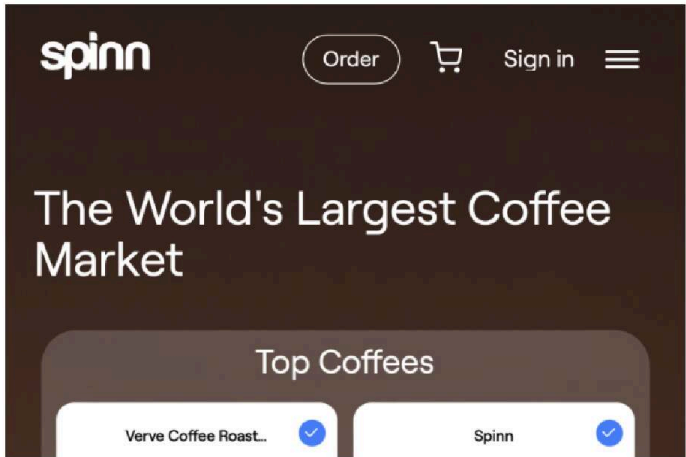 spinn
Order
Sign in
The World's Largest Coffee
Market
Top Coffees
Verve Coffee Roast...
Spinn